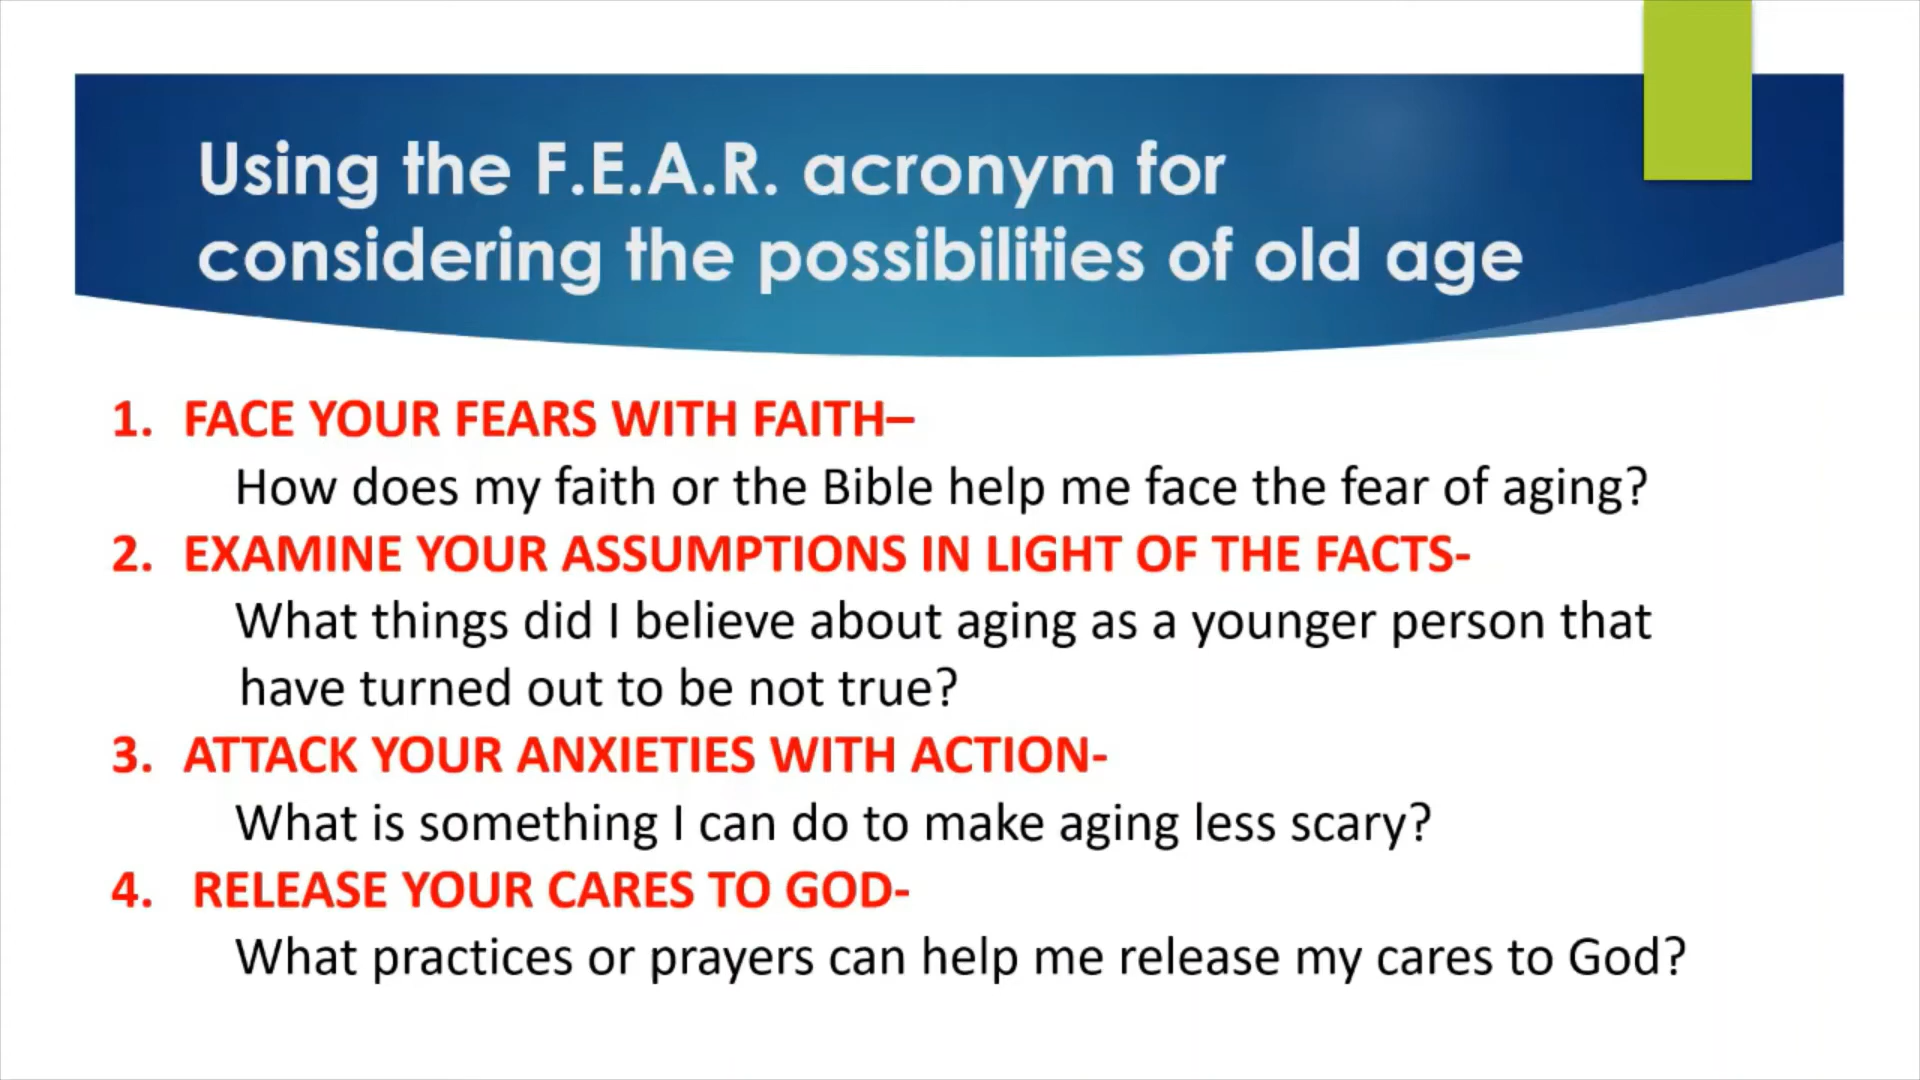 Using the F.E.A.R. acronym for
considering the possibilities of old age
1. FACE YOUR FEARS WITH FAITH–
How does my faith or the Bible help me face the fear of aging?
2. EXAMINE YOUR ASSUMPTIONS IN LIGHT OF THE FACTS-
What things did I believe about aging as a younger person that
have turned out to be not true?
3. ATTACK YOUR ANXIETIES WITH ACTION-
What is something I can do to make aging less scary?
4. RELEASE YOUR CARES TO GOD-
What practices or prayers can help me release my cares to God?